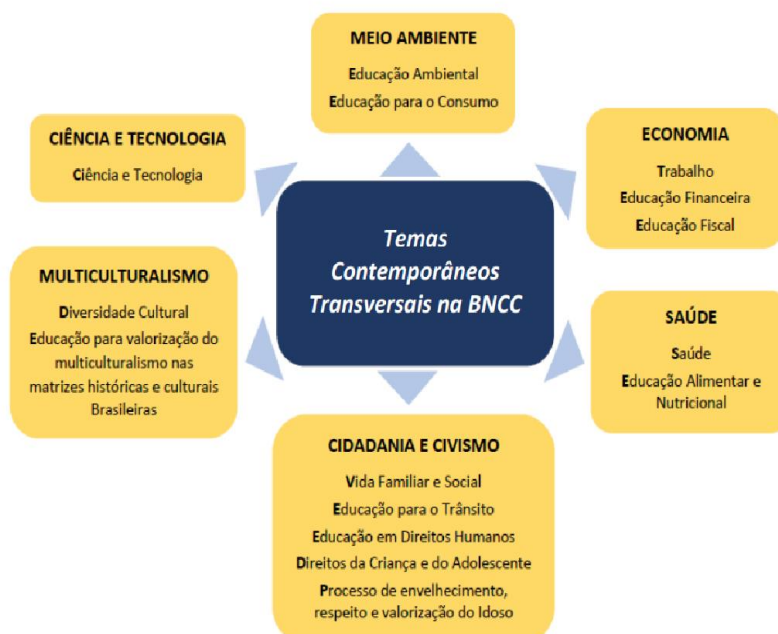 MEIO AMBIENTE
Educação Ambiental
Educação para o Consumo
CIÊNCIA E TECNOLOGIA
Ciência e Tecnologia
ECONOMIA
Trabalho
Educação Financeira
Educação Fiscal
Temas
Contemporâneos
Transversais na BNCC
MULTICULTURALISMO
Diversidade Cultural
Educação para valorização do
multiculturalismo nas
matrizes históricas e culturais
Brasileiras
SAÚDE
Saúde
Educação Alimentar e
Nutricional
CIDADANIA E CIVISMO
Vida Familiar e Social
Educação para o Trânsito
Educação em Direitos Humanos
Direitos da Criança e do Adolescente
Processo de envelhecimento,
respeito e valorização do Idoso